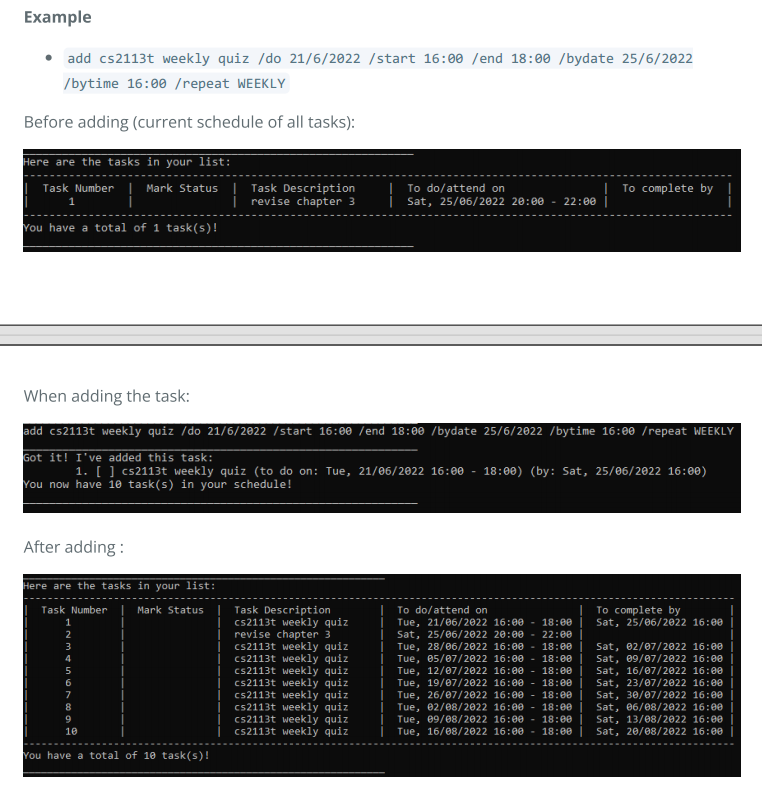 Example
• add cs2113t weekly quiz /do 21/6/2022 /start 16:00 /end 18:00 /bydate 25/6/2022
/bytime 16:00 /repeat WEEKLY
Before adding (current schedule of all tasks):
Here are the tasks in your list:
| Task Number | Mark Status | Task Description | To do/attend on | To complete by |
| 1 | | revise chapter 3 | Sat, 25/06/2022 20:00 - 22:00 | |
You have a total of 1 task(s)!
When adding the task:
add cs2113t weekly quiz /do 21/6/2022 /start 16:00 /end 18:00 /bydate 25/6/2022 /bytime 16:00 /repeat WEEKLY
Got it! I've added this task:
1. [ ] cs2113t weekly quiz (to do on: Tue, 21/06/2022 16:00 - 18:00) (by: Sat, 25/06/2022 16:00)
You now have 10 task(s) in your schedule!
After adding :
Here are the tasks in your list:
| Task Number | Mark Status | Task Description | To do/attend on | To complete by |
| 1 | | cs2113t weekly quiz | Tue, 21/06/2022 16:00 - 18:00 | Sat, 25/06/2022 16:00 |
| 2 | | revise chapter 3 | Sat, 25/06/2022 20:00 - 22:00 | |
| 3 | | cs2113t weekly quiz | Tue, 28/06/2022 16:00 - 18:00 | Sat, 02/07/2022 16:00 |
| 4 | | cs2113t weekly quiz | Tue, 05/07/2022 16:00 - 18:00 | Sat, 09/07/2022 16:00 |
| 5 | | cs2113t weekly quiz | Tue, 12/07/2022 16:00 - 18:00 | Sat, 16/07/2022 16:00 |
| 6 | | cs2113t weekly quiz | Tue, 19/07/2022 16:00 - 18:00 | Sat, 23/07/2022 16:00 |
| 7 | | cs2113t weekly quiz | Tue, 26/07/2022 16:00 - 18:00 | Sat, 30/07/2022 16:00 |
| 8 | | cs2113t weekly quiz | Tue, 02/08/2022 16:00 - 18:00 | Sat, 06/08/2022 16:00 |
| 9 | | cs2113t weekly quiz | Tue, 09/08/2022 16:00 - 18:00 | Sat, 13/08/2022 16:00 |
| 10 | | cs2113t weekly quiz | Tue, 16/08/2022 16:00 - 18:00 | Sat, 20/08/2022 16:00 |
You have a total of 10 task(s)!